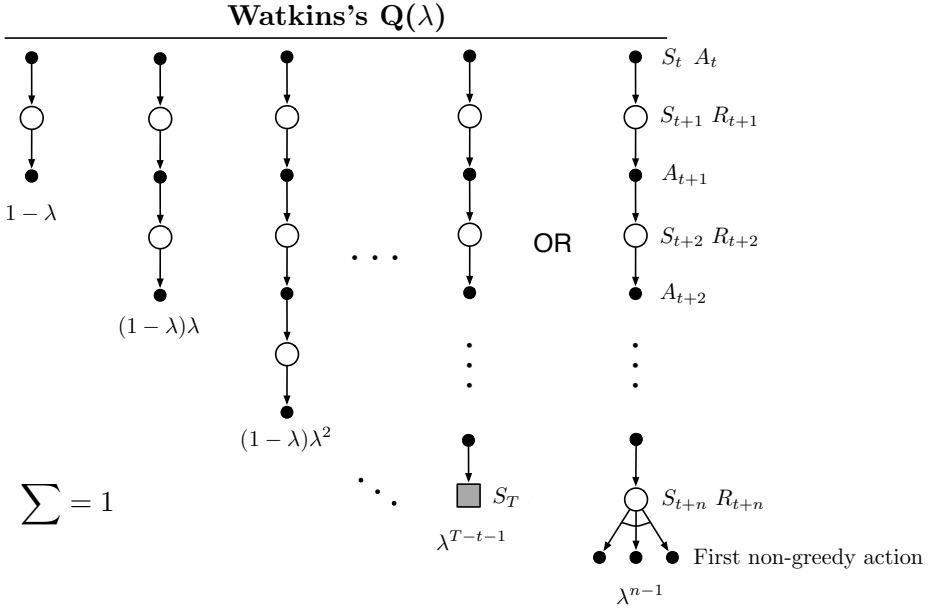 Watkins's Q(λ)
S_t A_t
S_{t+1} R_{t+1}
A_{t+1}
1 − λ
S_{t+2} R_{t+2}
. . .
OR
A_{t+2}
(1 − λ)λ
(1 − λ)λ^2
∑ = 1
S_T
S_{t+n} R_{t+n}
λ^{T−t−1}
First non-greedy action
λ^{n−1}